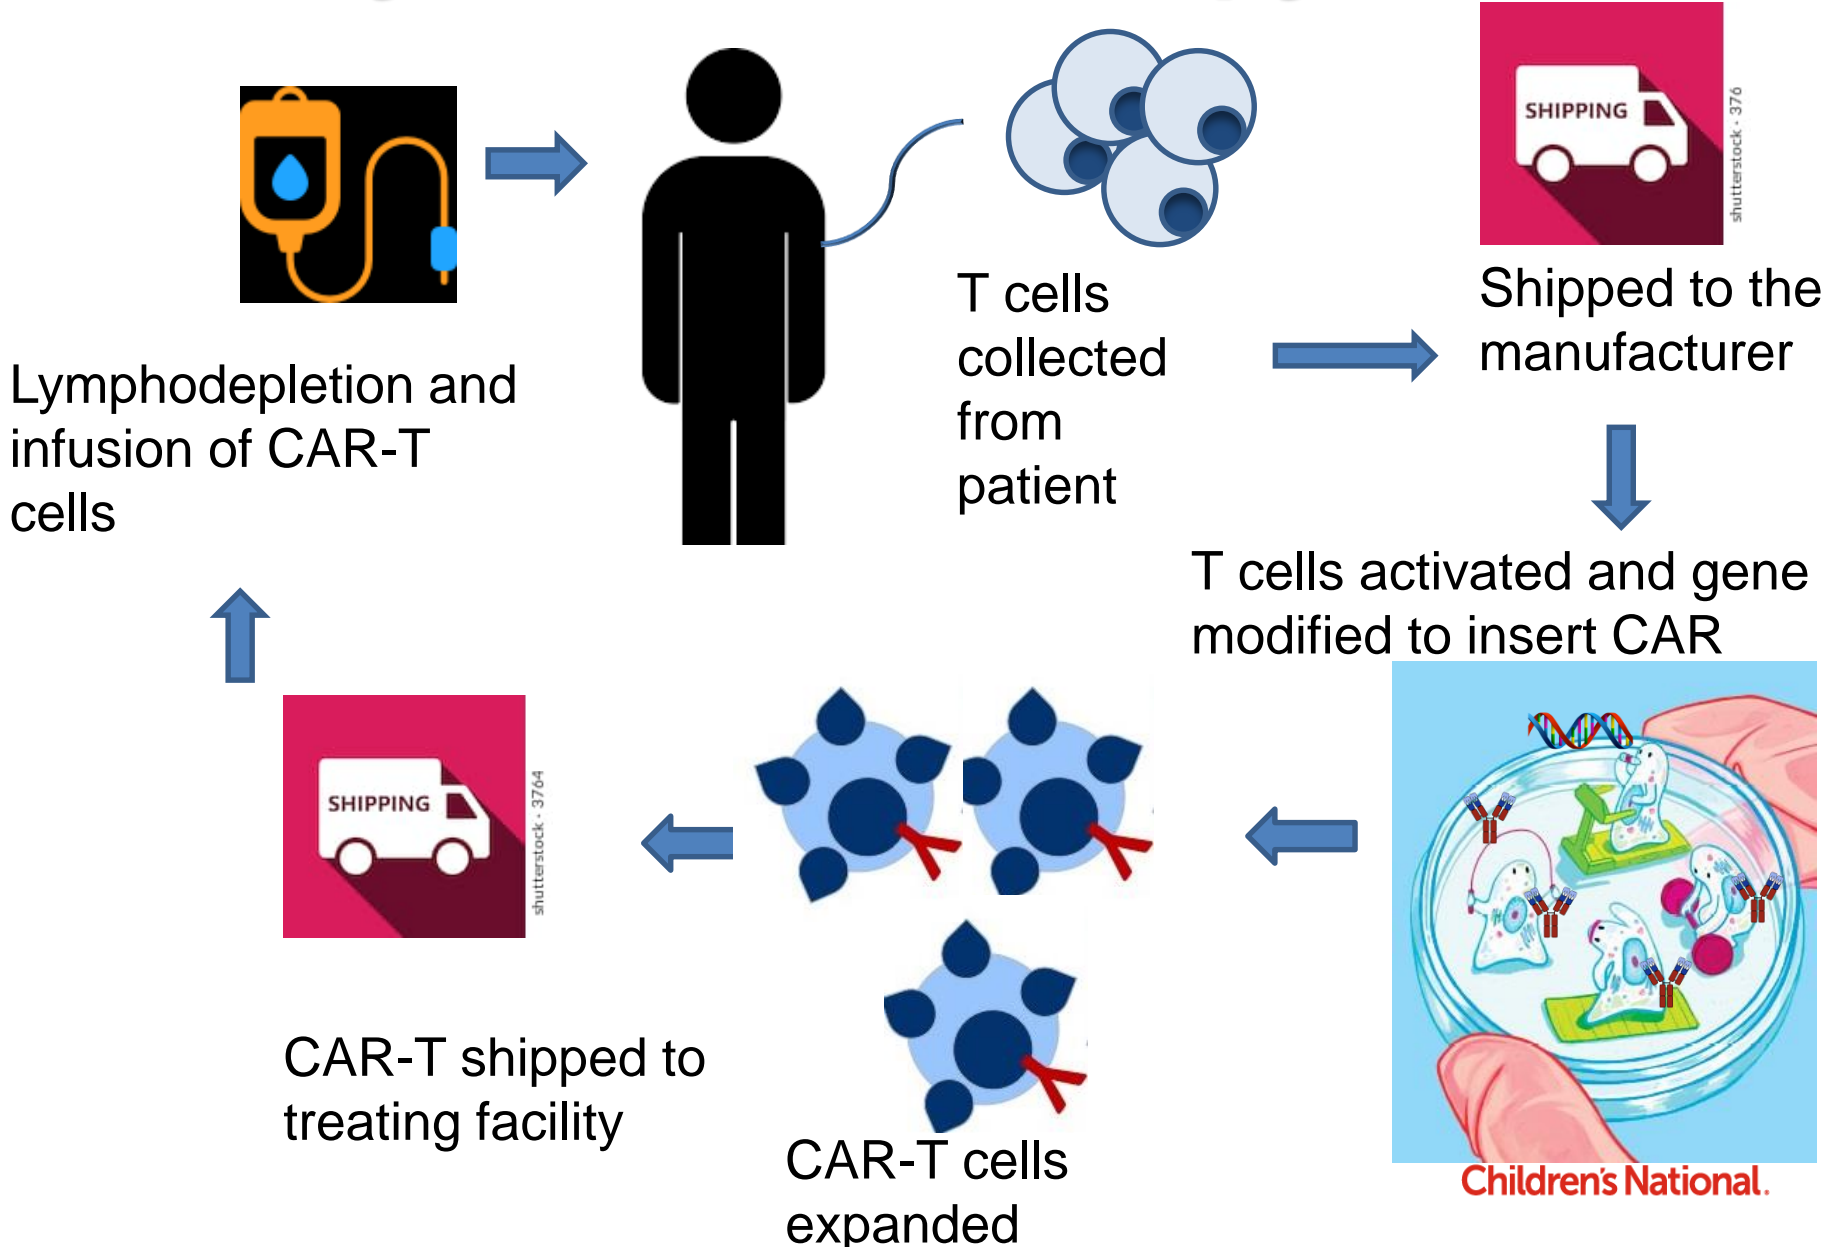 SHIPPING
shutterstock · 376
T cells
collected
from
patient
Shipped to the
manufacturer
Lymphodepletion and
infusion of CAR-T
cells
T cells activated and gene
modified to insert CAR
SHIPPING
shutterstock · 3764
CAR-T shipped to
treating facility
CAR-T cells
expanded
Children's National.